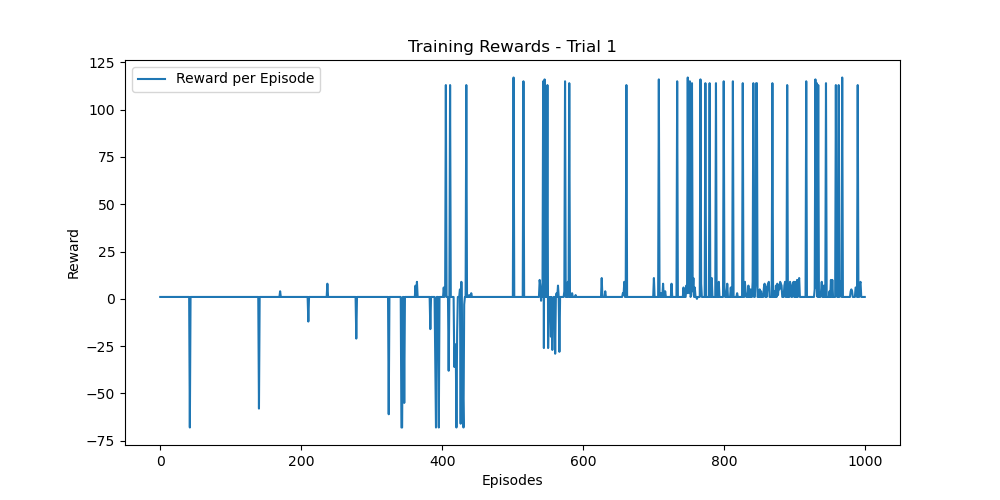 Training Rewards - Trial 1
Reward per Episode
125
100
75
50
25
0
−25
−50
−75
Reward
0 200 400 600 800 1000
Episodes